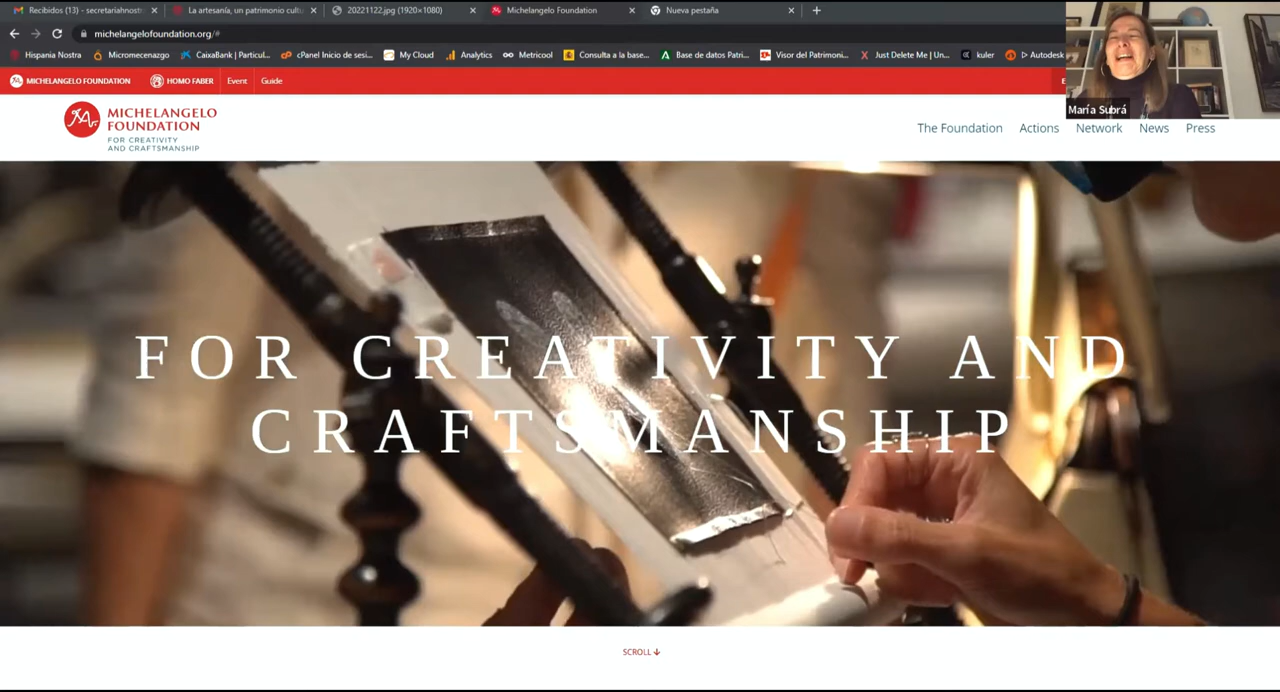 Recibidos (13) - secretariahnostr
La artesanía, un patrimonio cultu
20221122.jpg (1920×1080)
Michelangelo Foundation
Nueva pestaña
michelangelofoundation.org/#
Hispania Nostra
Micromecenazgo
CaixaBank | Particul...
cPanel Inicio de sesi...
My Cloud
Analytics
Metricool
Consulta a la base...
Base de datos Patri...
Visor del Patrimoni...
Just Delete Me | Un...
kuler
Autodesk
MICHELANGELO FOUNDATION
HOMO FABER
Event
Guide
María Subrá
MICHELANGELO
FOUNDATION
FOR CREATIVITY
AND CRAFTSMANSHIP
The Foundation
Actions
Network
News
Press
FOR CREATIVITY AND
CRAFTSMANSHIP
SCROLL